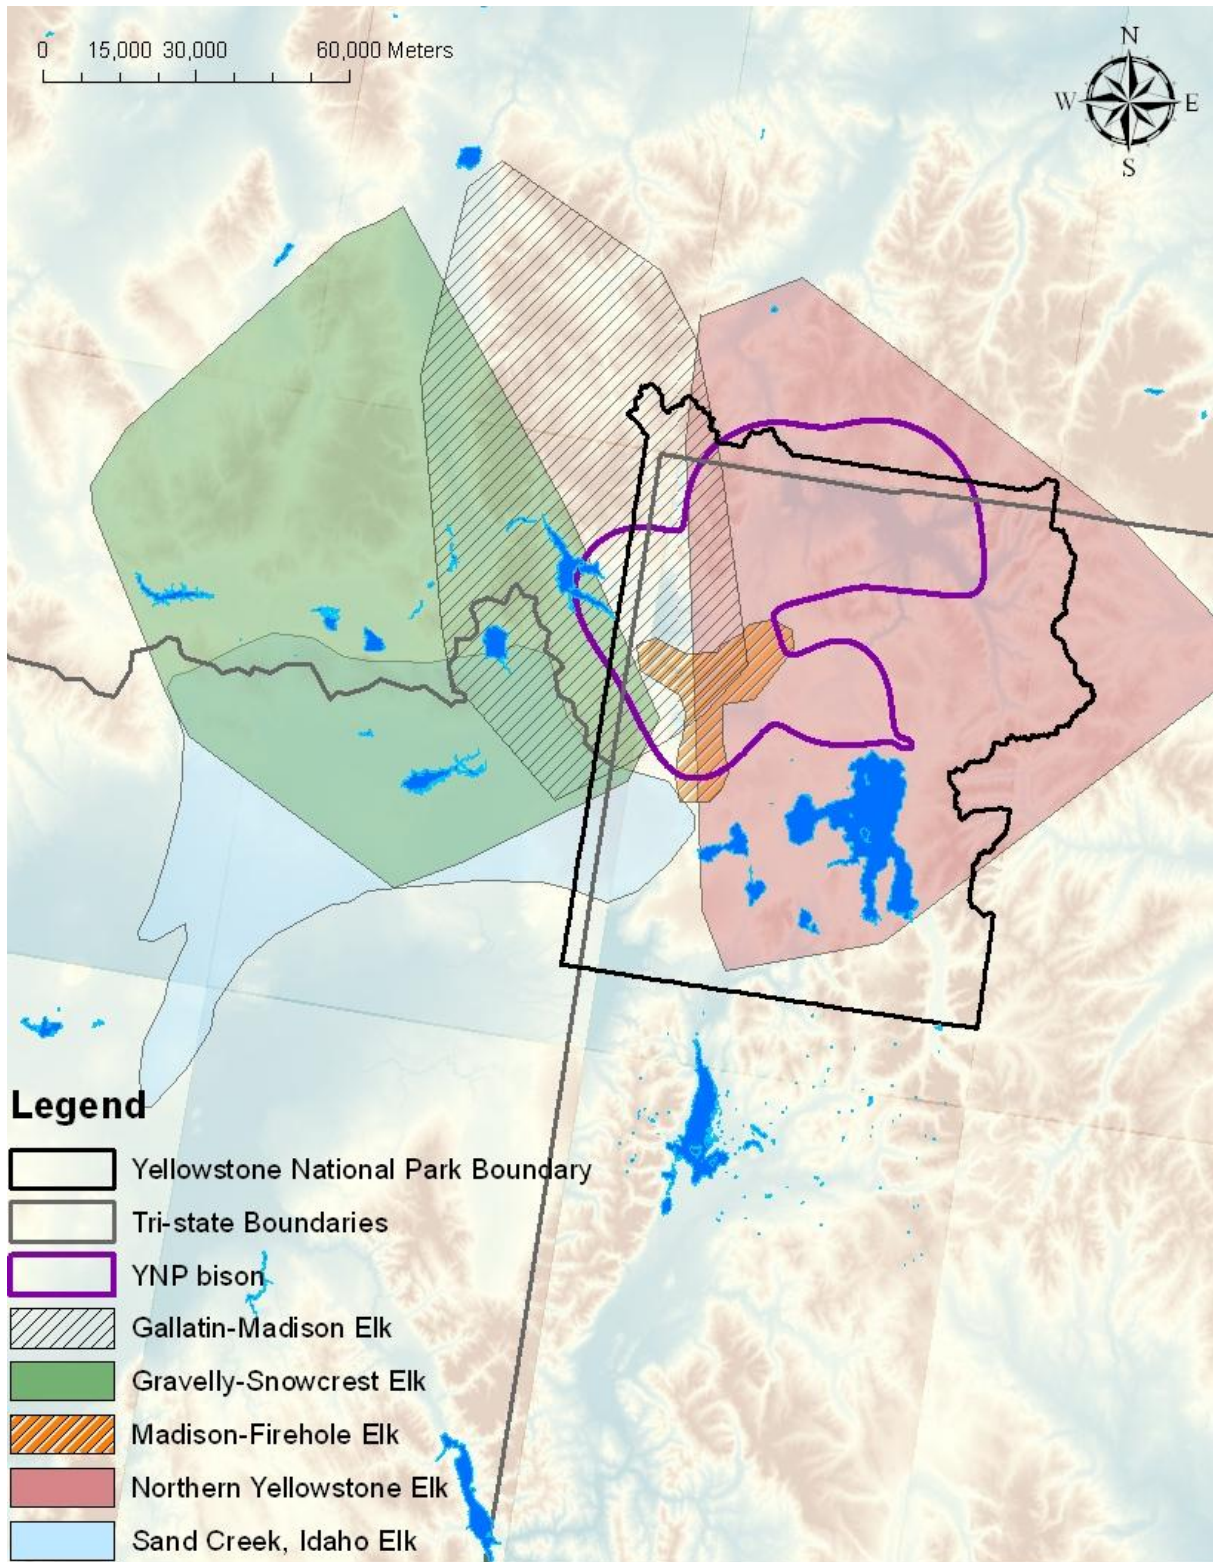 0 15,000 30,000 60,000 Meters
N
W E
S
Legend
Yellowstone National Park Boundary
Tri-state Boundaries
YNP bison
Gallatin-Madison Elk
Gravelly-Snowcrest Elk
Madison-Firehole Elk
Northern Yellowstone Elk
Sand Creek, Idaho Elk